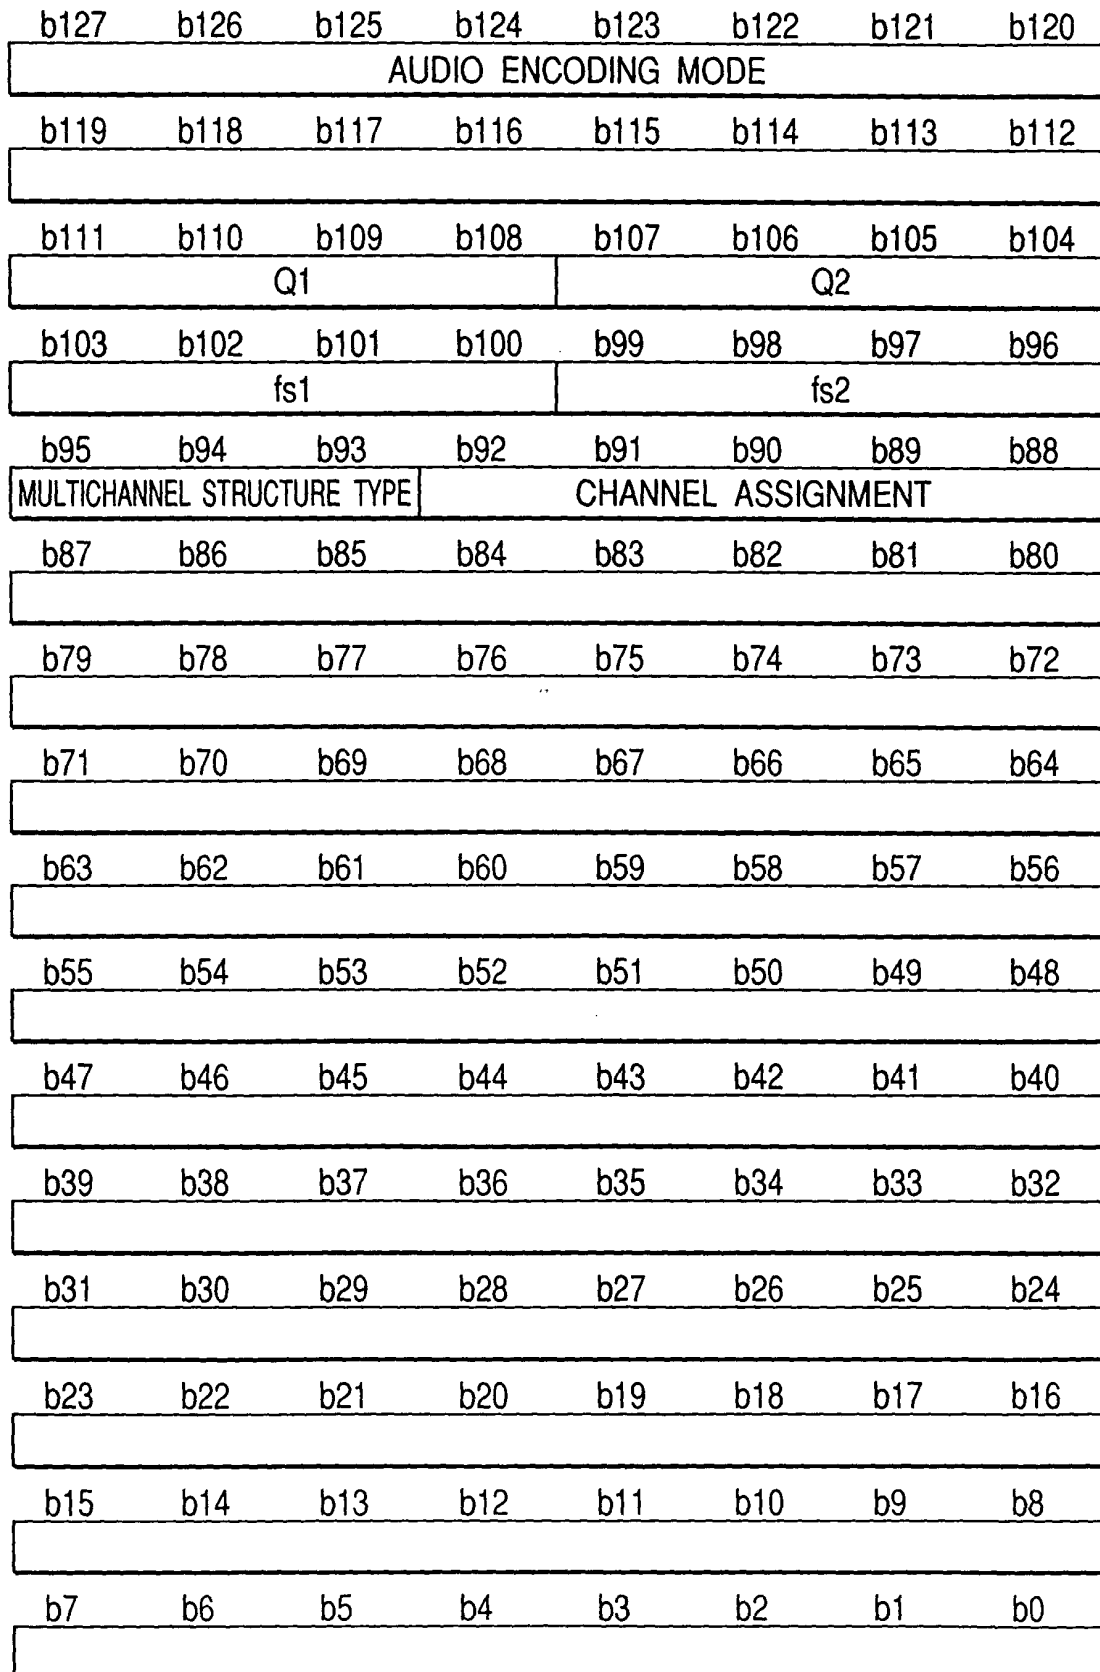 b127 b126 b125 b124 b123 b122 b121 b120
AUDIO ENCODING MODE
b119 b118 b117 b116 b115 b114 b113 b112
b111 b110 b109 b108 b107 b106 b105 b104
Q1 Q2
b103 b102 b101 b100 b99 b98 b97 b96
fs1 fs2
b95 b94 b93 b92 b91 b90 b89 b88
MULTICHANNEL STRUCTURE TYPE CHANNEL ASSIGNMENT
b87 b86 b85 b84 b83 b82 b81 b80
b79 b78 b77 b76 b75 b74 b73 b72
b71 b70 b69 b68 b67 b66 b65 b64
b63 b62 b61 b60 b59 b58 b57 b56
b55 b54 b53 b52 b51 b50 b49 b48
b47 b46 b45 b44 b43 b42 b41 b40
b39 b38 b37 b36 b35 b34 b33 b32
b31 b30 b29 b28 b27 b26 b25 b24
b23 b22 b21 b20 b19 b18 b17 b16
b15 b14 b13 b12 b11 b10 b9 b8
b7 b6 b5 b4 b3 b2 b1 b0